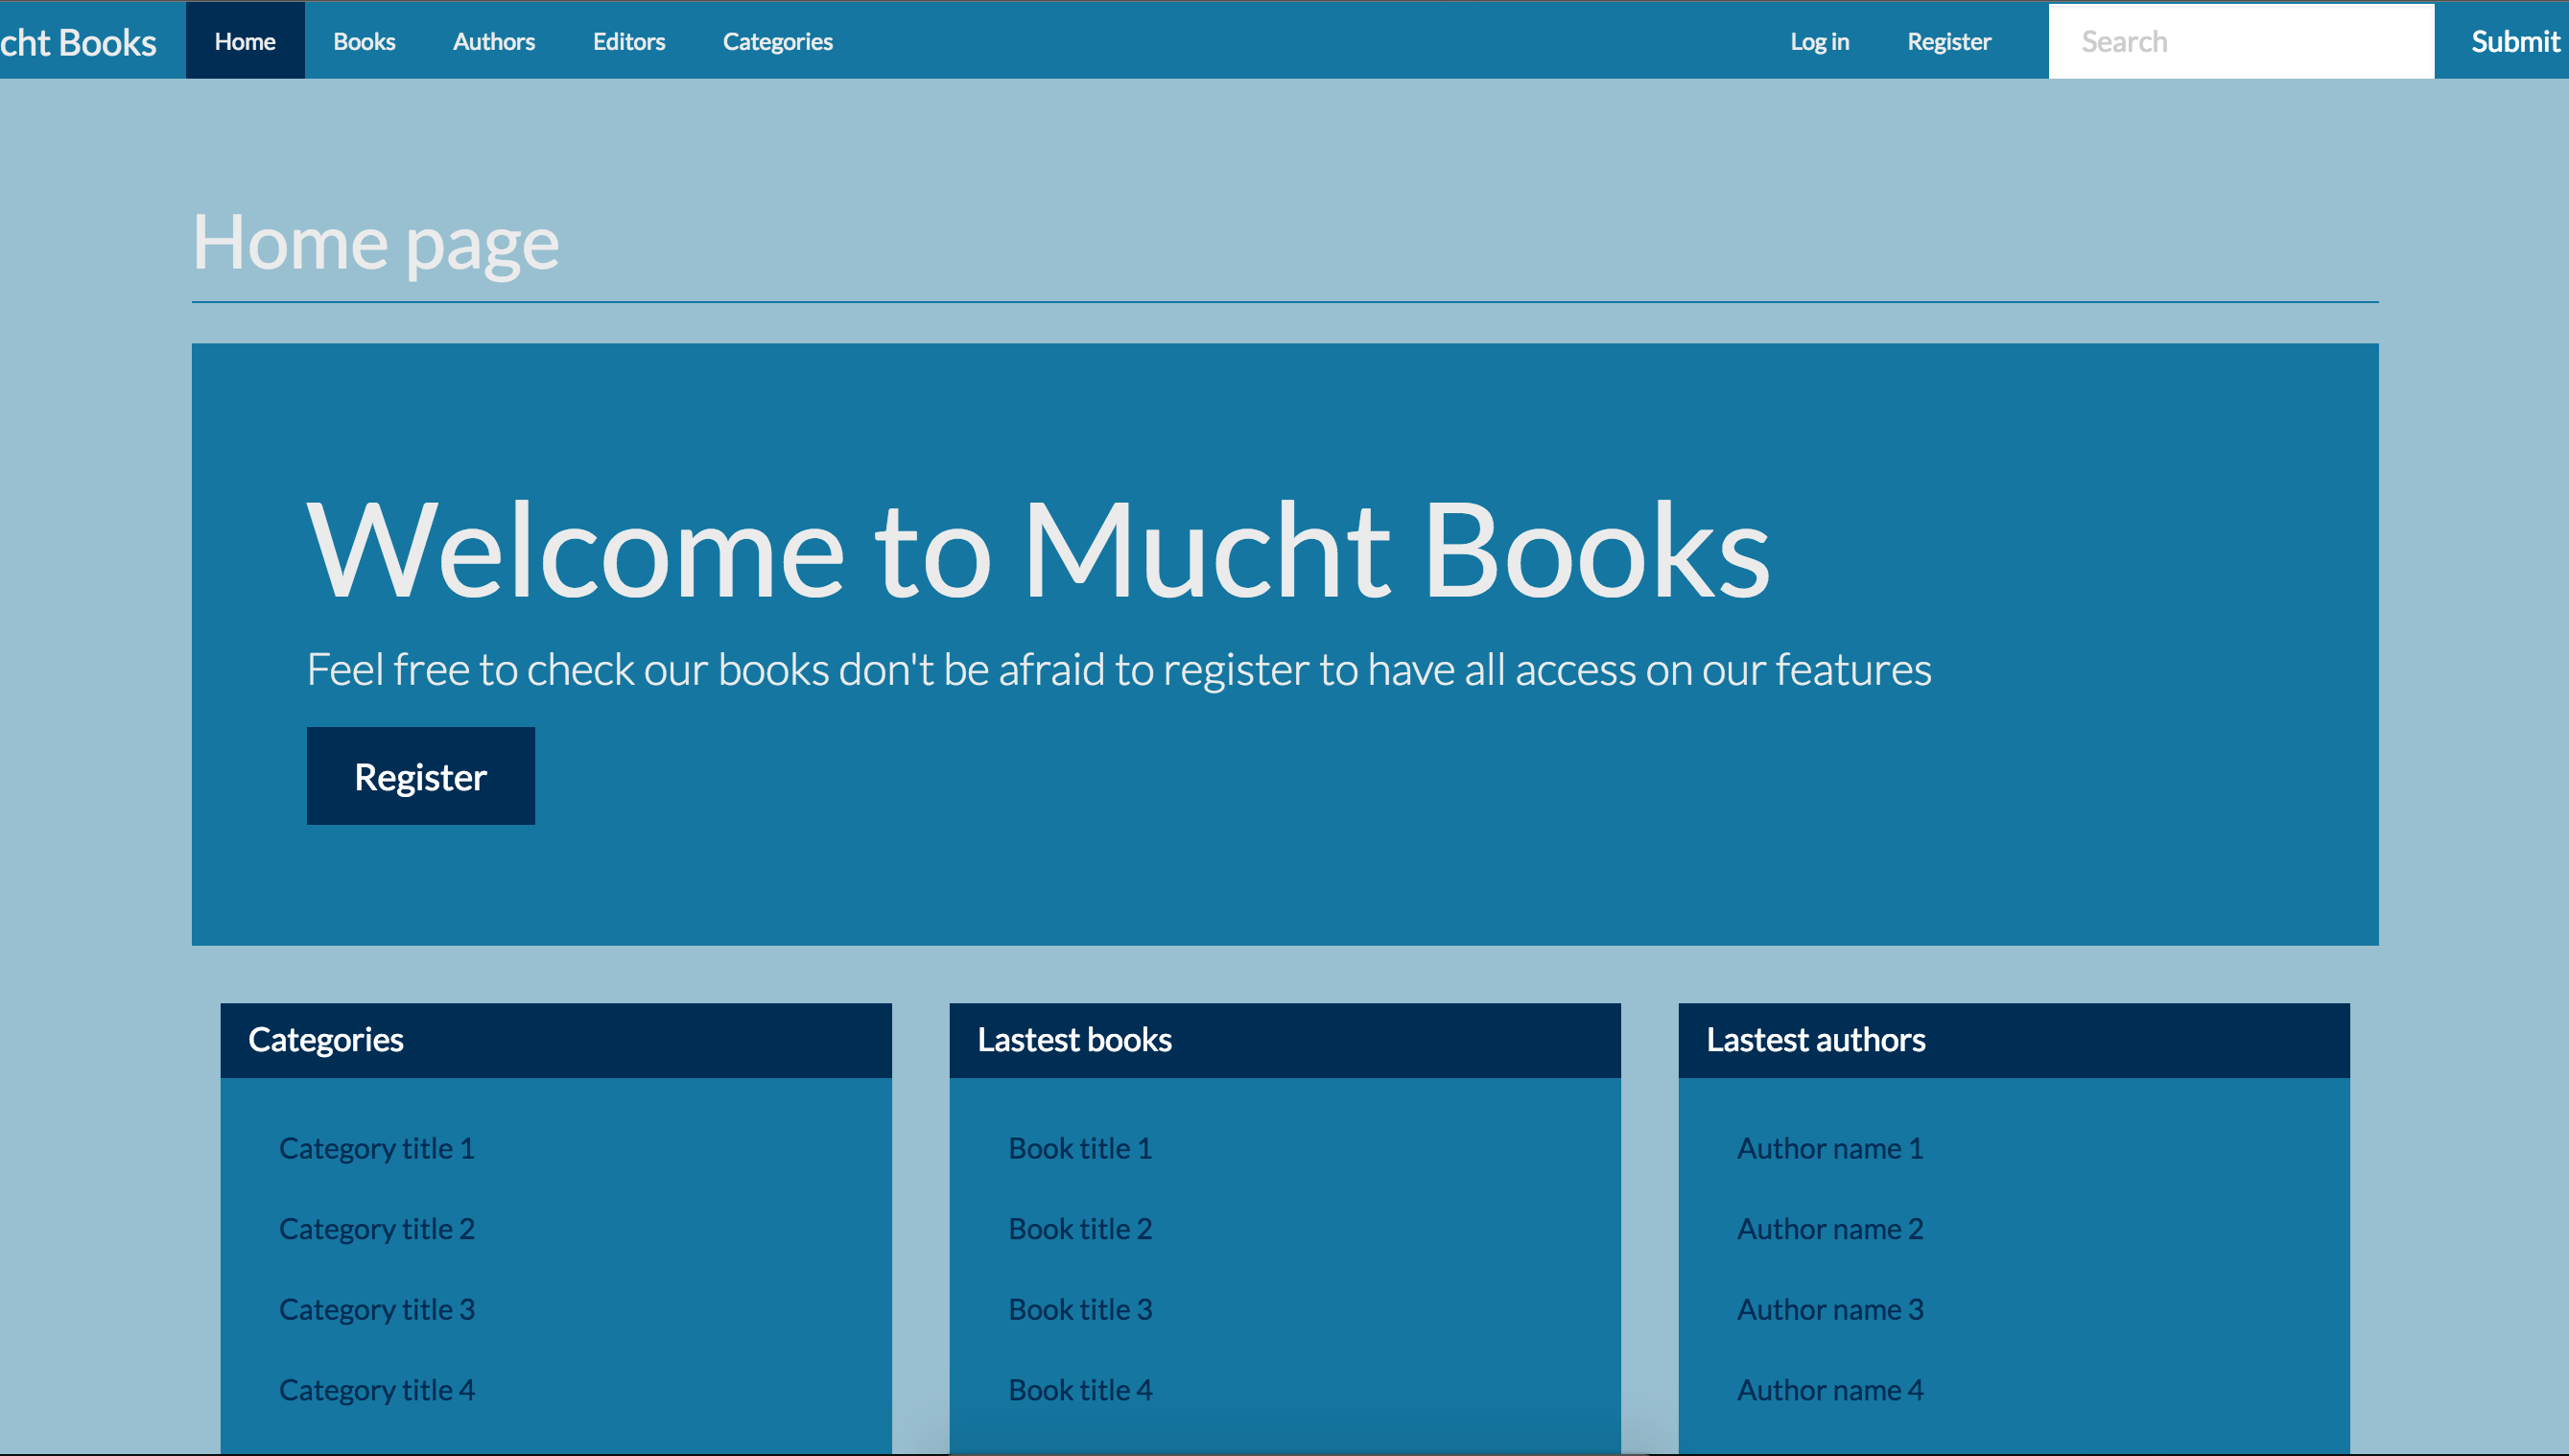 cht Books Home Books Authors Editors Categories Log in Register Search Submit
Home page
Welcome to Mucht Books
Feel free to check our books don't be afraid to register to have all access on our features
Register
Categories
Category title 1
Category title 2
Category title 3
Category title 4
Lastest books
Book title 1
Book title 2
Book title 3
Book title 4
Lastest authors
Author name 1
Author name 2
Author name 3
Author name 4